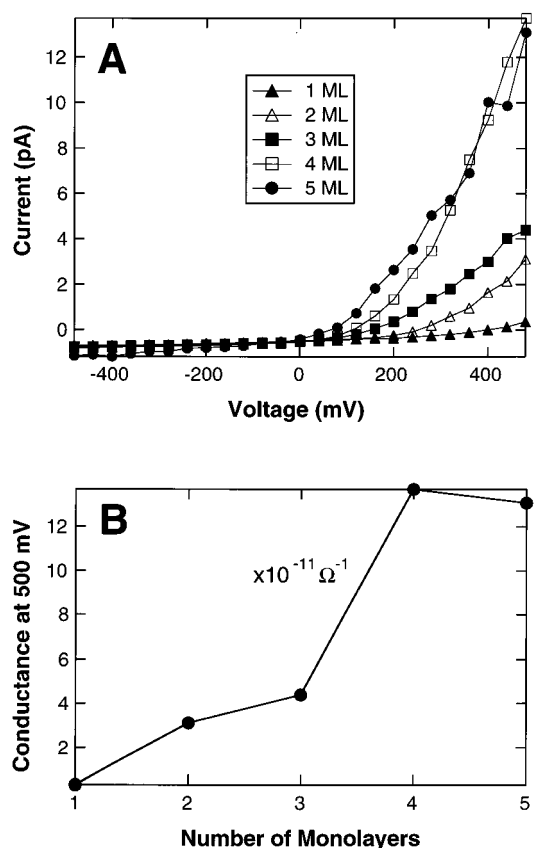 A
1 ML
2 ML
3 ML
4 ML
5 ML
Current (pA)
12
10
8
6
4
2
0
-400
-200
0
200
400
Voltage (mV)
B
x10⁻¹¹ Ω⁻¹
Conductance at 500 mV
12
10
8
6
4
2
1
2
3
4
5
Number of Monolayers